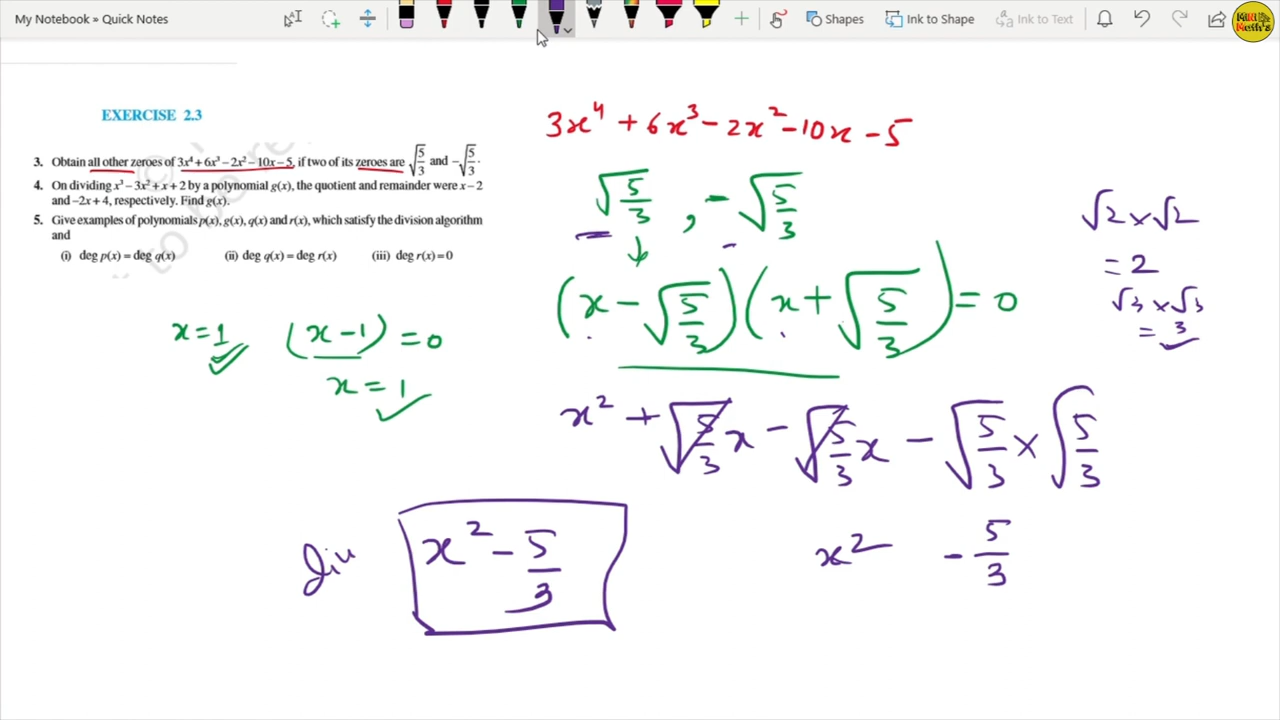 My Notebook » Quick Notes
Shapes
Ink to Shape
Ink to Text
EXERCISE 2.3
3. Obtain all other zeroes of 3x⁴ + 6x³ – 2x² – 10x – 5, if two of its zeroes are √(5/3) and –√(5/3).
4. On dividing x³ – 3x² + x + 2 by a polynomial g(x), the quotient and remainder were x – 2
and –2x + 4, respectively. Find g(x).
5. Give examples of polynomials p(x), g(x), q(x) and r(x), which satisfy the division algorithm
and
(i) deg p(x) = deg q(x) (ii) deg q(x) = deg r(x) (iii) deg r(x) = 0
3x⁴ + 6x³ – 2x² – 10x – 5
√(5/3) , – √(5/3)
(x – √(5/3)) (x + √(5/3)) = 0
x² + √(5/3) x – √(5/3) x – √(5/3) × √(5/3)
x² – 5/3
x = 1 (x – 1) = 0
x = 1
√2 × √2
= 2
√3 × √3
= 3
div x² – 5/3